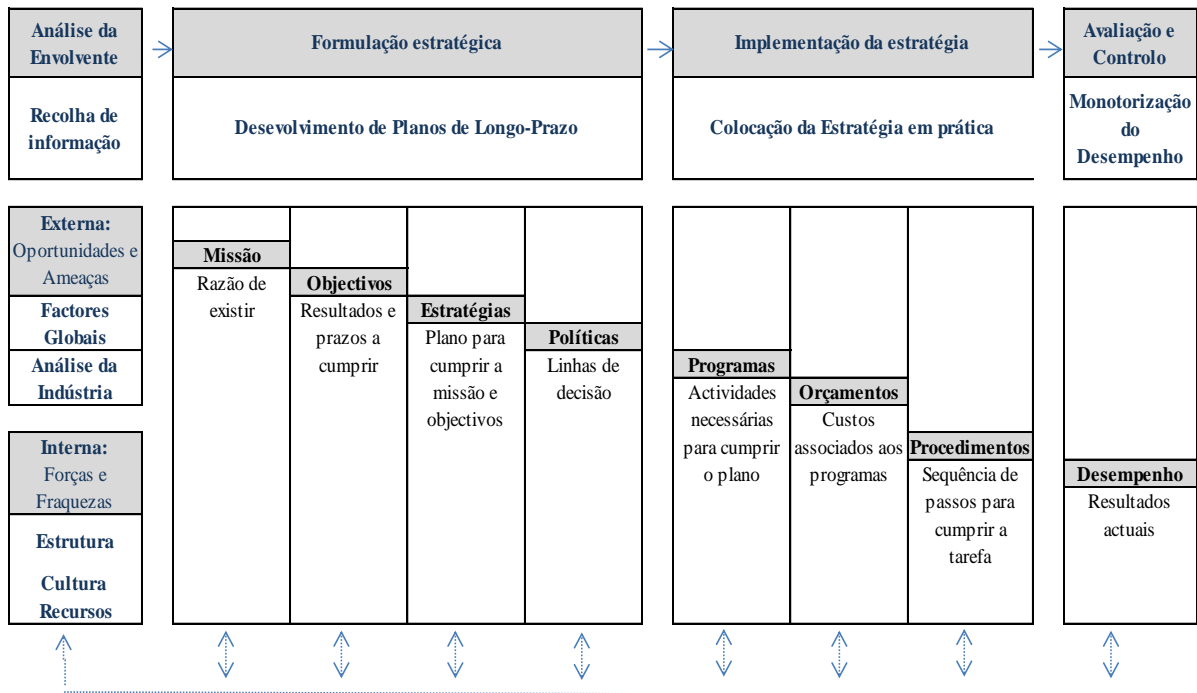 Análise da
Envolvente
Formulação estratégica
Implementação da estratégia
Avaliação e
Controlo
Recolha de
informação
Desevolvimento de Planos de Longo-Prazo
Colocação da Estratégia em prática
Monotorização
do
Desempenho
Externa:
Oportunidades e
Ameaças
Factores
Globais
Análise da
Indústria
Interna:
Forças e
Fraquezas
Estrutura
Cultura
Recursos
Missão
Razão de
existir
Objectivos
Resultados e
prazos a
cumprir
Estratégias
Plano para
cumprir a
missão e
objectivos
Políticas
Linhas de
decisão
Programas
Actividades
necessárias
para cumprir
o plano
Orçamentos
Custos
associados aos
programas
Procedimentos
Sequência de
passos para
cumprir a
tarefa
Desempenho
Resultados
actuais